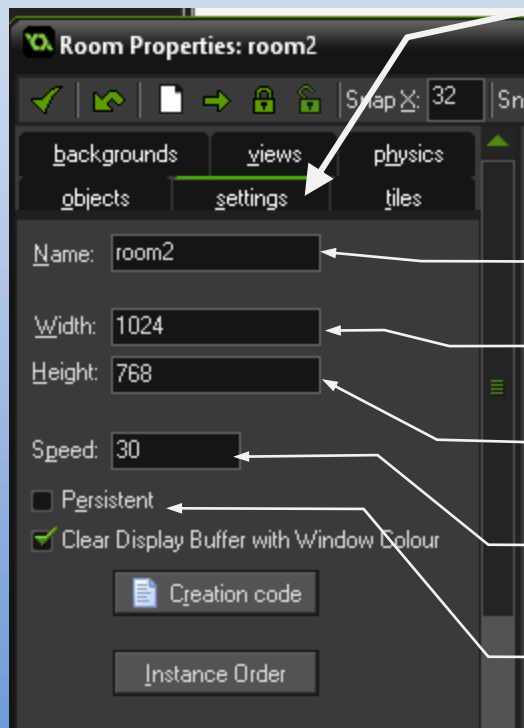 Room Properties: room2
Snap X: 32 Sn
backgrounds views physics
objects settings tiles
Name: room2
Width: 1024
Height: 768
Speed: 30
Persistent
Clear Display Buffer with Window Colour
Creation code
Instance Order